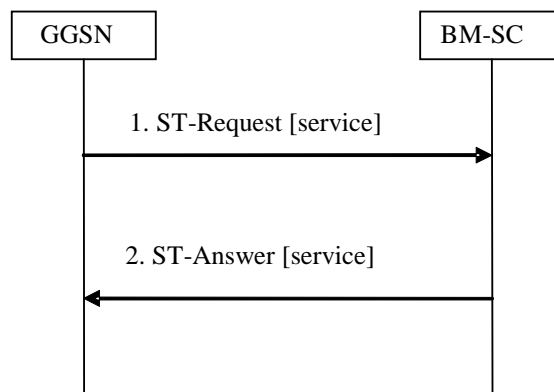 GGSN
BM-SC
1. ST-Request [service]
2. ST-Answer [service]